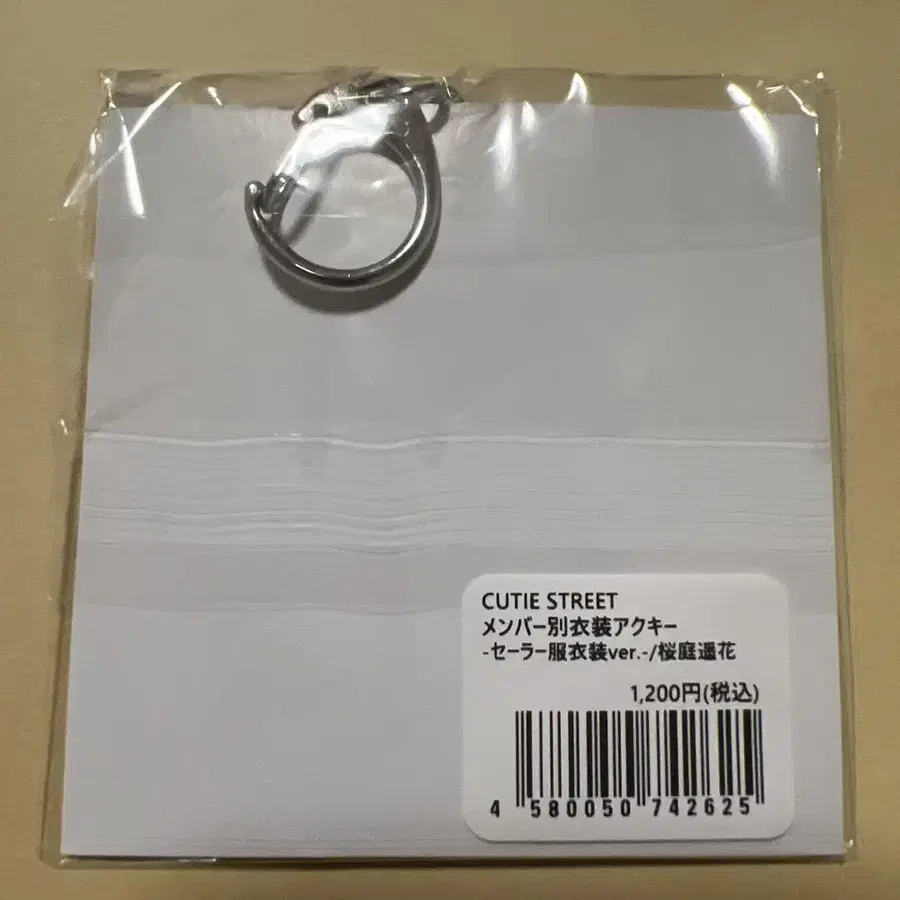 CUTIE STREET
メンバー別衣装アクキー
-セーラー服衣装ver.-/桜庭遥花
1,200円(税込)
4 580050 742625